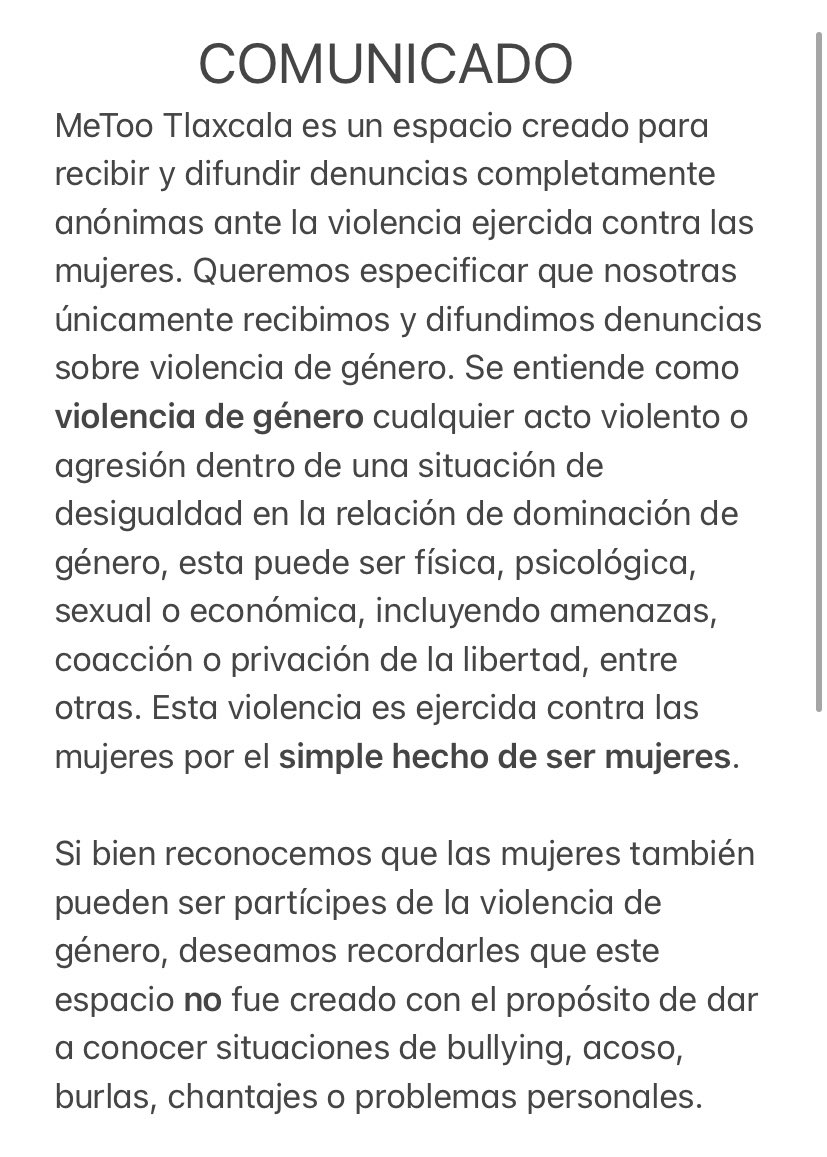 COMUNICADO
MeToo Tlaxcala es un espacio creado para
recibir y difundir denuncias completamente
anónimas ante la violencia ejercida contra las
mujeres. Queremos especificar que nosotras
únicamente recibimos y difundimos denuncias
sobre violencia de género. Se entiende como
violencia de género cualquier acto violento o
agresión dentro de una situación de
desigualdad en la relación de dominación de
género, esta puede ser física, psicológica,
sexual o económica, incluyendo amenazas,
coacción o privación de la libertad, entre
otras. Esta violencia es ejercida contra las
mujeres por el simple hecho de ser mujeres.
Si bien reconocemos que las mujeres también
pueden ser partícipes de la violencia de
género, deseamos recordarles que este
espacio no fue creado con el propósito de dar
a conocer situaciones de bullying, acoso,
burlas, chantajes o problemas personales.